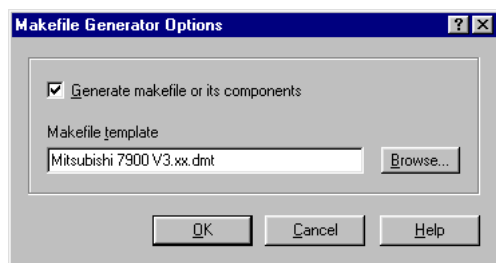 Makefile Generator Options
Generate makefile or its components
Makefile template
Mitsubishi 7900 V3.xx.dmt
Browse...
OK
Cancel
Help